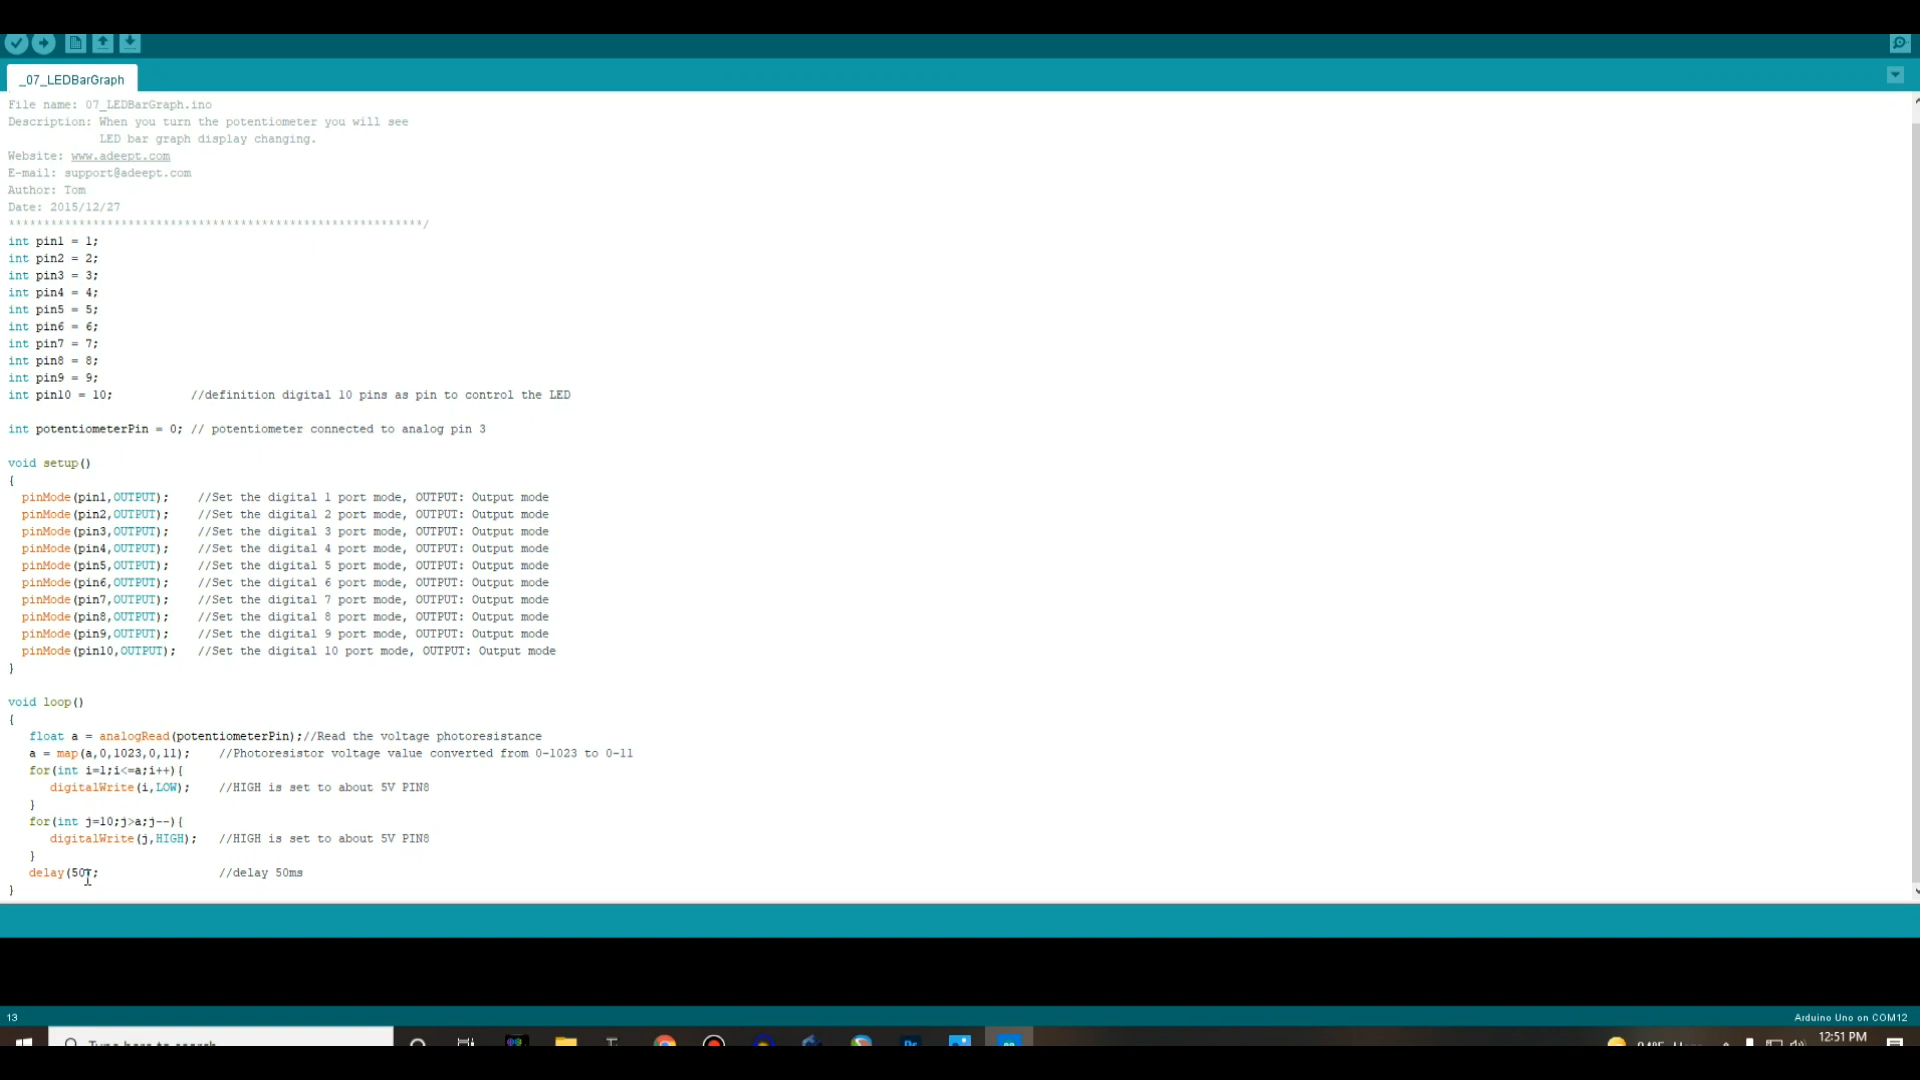 _07_LEDBarGraph
File name: 07_LEDBarGraph.ino
Description: When you turn the potentiometer you will see
LED bar graph display changing.
Website: www.adeept.com
E-mail: support@adeept.com
Author: Tom
Date: 2015/12/27
************************************************************/
int pin1 = 1;
int pin2 = 2;
int pin3 = 3;
int pin4 = 4;
int pin5 = 5;
int pin6 = 6;
int pin7 = 7;
int pin8 = 8;
int pin9 = 9;
int pin10 = 10; //definition digital 10 pins as pin to control the LED
int potentiometerPin = 0; // potentiometer connected to analog pin 3
void setup()
{
pinMode(pin1,OUTPUT); //Set the digital 1 port mode, OUTPUT: Output mode
pinMode(pin2,OUTPUT); //Set the digital 2 port mode, OUTPUT: Output mode
pinMode(pin3,OUTPUT); //Set the digital 3 port mode, OUTPUT: Output mode
pinMode(pin4,OUTPUT); //Set the digital 4 port mode, OUTPUT: Output mode
pinMode(pin5,OUTPUT); //Set the digital 5 port mode, OUTPUT: Output mode
pinMode(pin6,OUTPUT); //Set the digital 6 port mode, OUTPUT: Output mode
pinMode(pin7,OUTPUT); //Set the digital 7 port mode, OUTPUT: Output mode
pinMode(pin8,OUTPUT); //Set the digital 8 port mode, OUTPUT: Output mode
pinMode(pin9,OUTPUT); //Set the digital 9 port mode, OUTPUT: Output mode
pinMode(pin10,OUTPUT); //Set the digital 10 port mode, OUTPUT: Output mode
}
void loop()
{
float a = analogRead(potentiometerPin);//Read the voltage photoresistance
a = map(a,0,1023,0,11); //Photoresistor voltage value converted from 0-1023 to 0-11
for(int i=1;i<=a;i++){
digitalWrite(i,LOW); //HIGH is set to about 5V PIN8
}
for(int j=10;j>a;j--){
digitalWrite(j,HIGH); //HIGH is set to about 5V PIN8
}
delay(50); //delay 50ms
}
13
Arduino Uno on COM12
Type here to search
12:51 PM